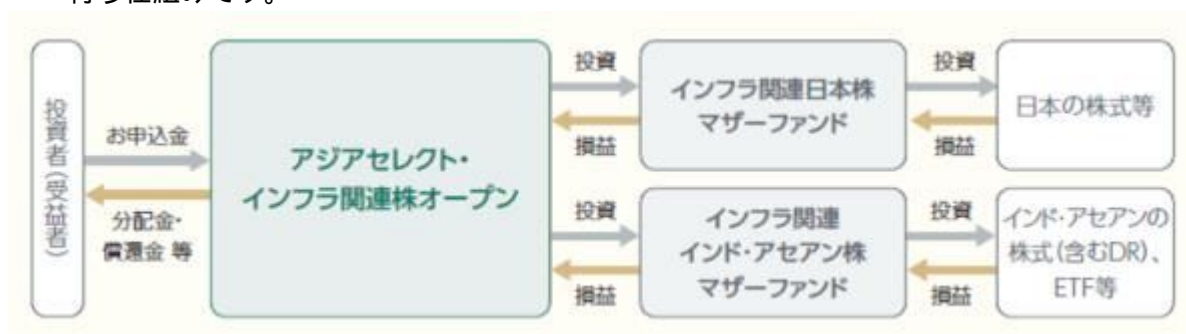 投資者(受益者)
お申込金
分配金・
償還金 等
アジアセレクト・
インフラ関連株オープン
投資
損益
インフラ関連日本株
マザーファンド
投資
損益
日本の株式等
投資
損益
インフラ関連
インド・アセアン株
マザーファンド
投資
損益
インド・アセアンの
株式(含むDR)、
ETF等